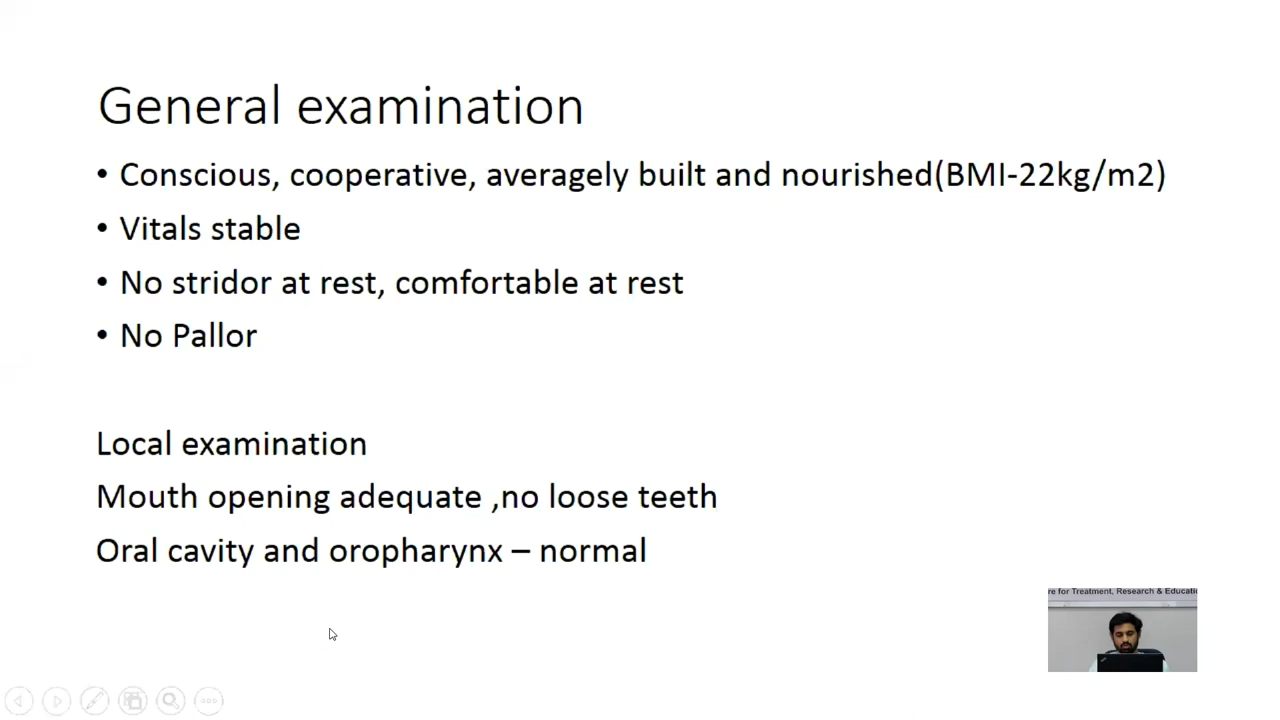 General examination
• Conscious, cooperative, averagely built and nourished(BMI-22kg/m2)
• Vitals stable
• No stridor at rest, comfortable at rest
• No Pallor
Local examination
Mouth opening adequate ,no loose teeth
Oral cavity and oropharynx – normal
re for Treatment, Research & Educatio